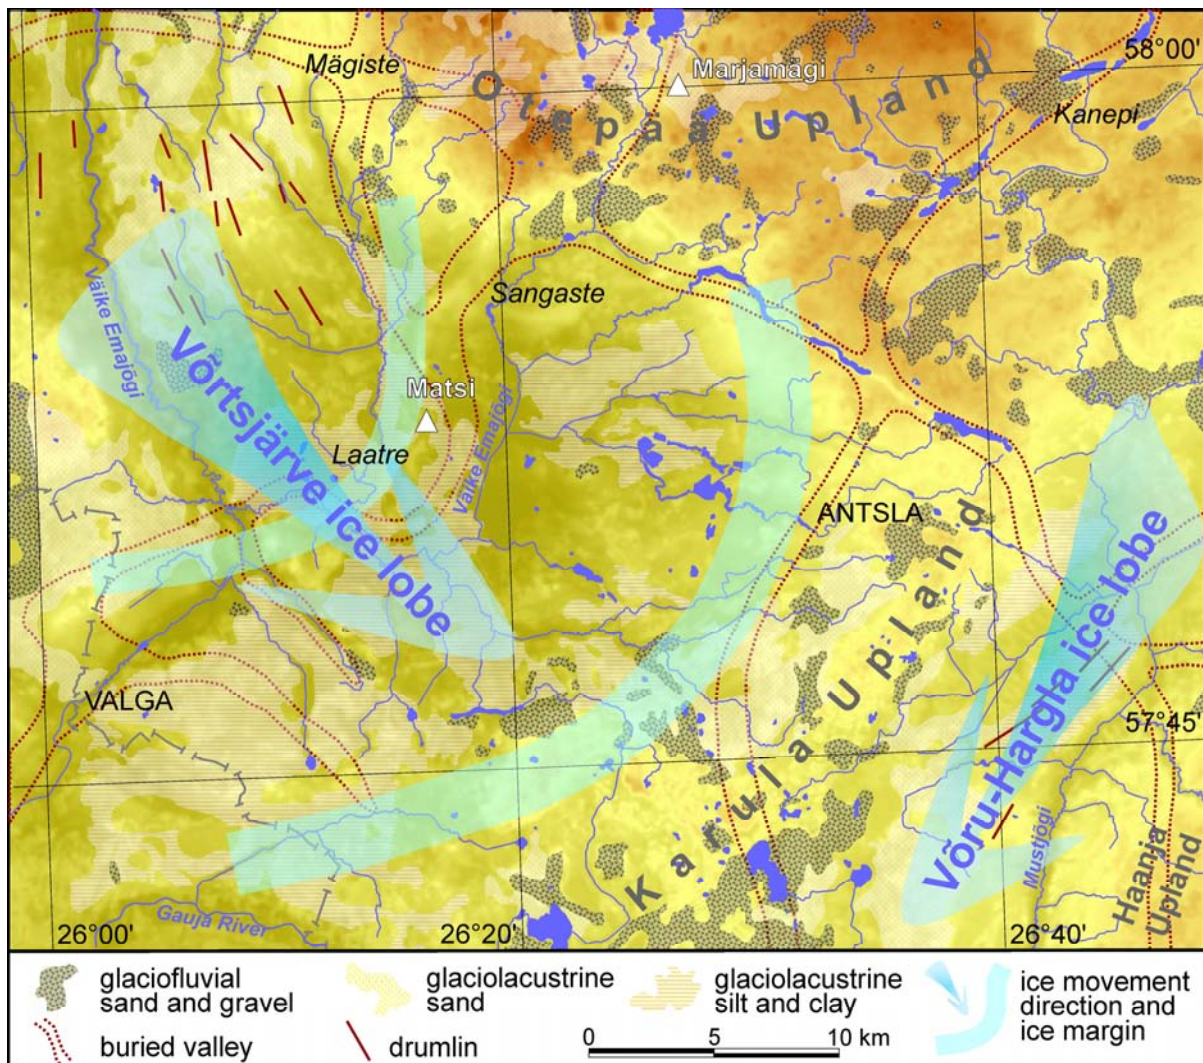 Mägiste
Marjamägi
58°00'
Otepää Upland
Kanepi
Väike Emajõgi
Sangaste
Võrtsjärve ice lobe
Matsi
Laatre
Väike Emajõgi
ANTSLA
Karula Upland
Võru-Hargla ice lobe
VALGA
57°45'
Mustjõgi
Haanja
Upland
Gauja River
26°00'
26°20'
26°40'
glaciofluvial
sand and gravel
glaciolacustrine
sand
glaciolacustrine
silt and clay
ice movement
direction and
ice margin
buried valley
drumlin
0 5 10 km